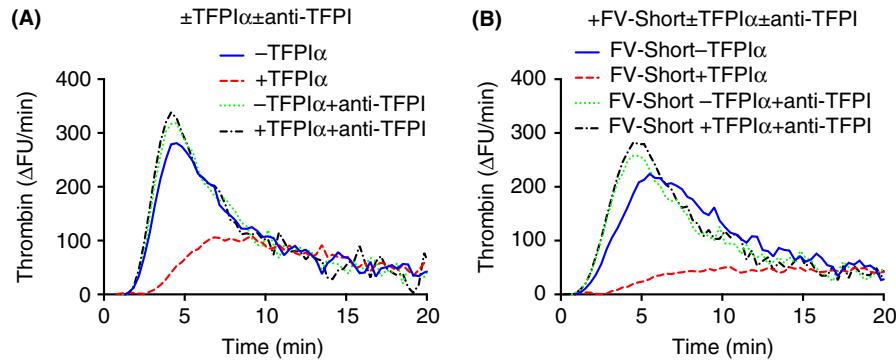 (A)
±TFPIα±anti-TFPI
−TFPIα
+TFPIα
−TFPIα+anti-TFPI
+TFPIα+anti-TFPI
Thrombin (ΔFU/min)
400
300
200
100
0
0 5 10 15 20
Time (min)
(B)
+FV-Short±TFPIα±anti-TFPI
FV-Short−TFPIα
FV-Short+TFPIα
FV-Short −TFPIα+anti-TFPI
FV-Short +TFPIα+anti-TFPI
Thrombin (ΔFU/min)
400
300
200
100
0
0 5 10 15 20
Time (min)